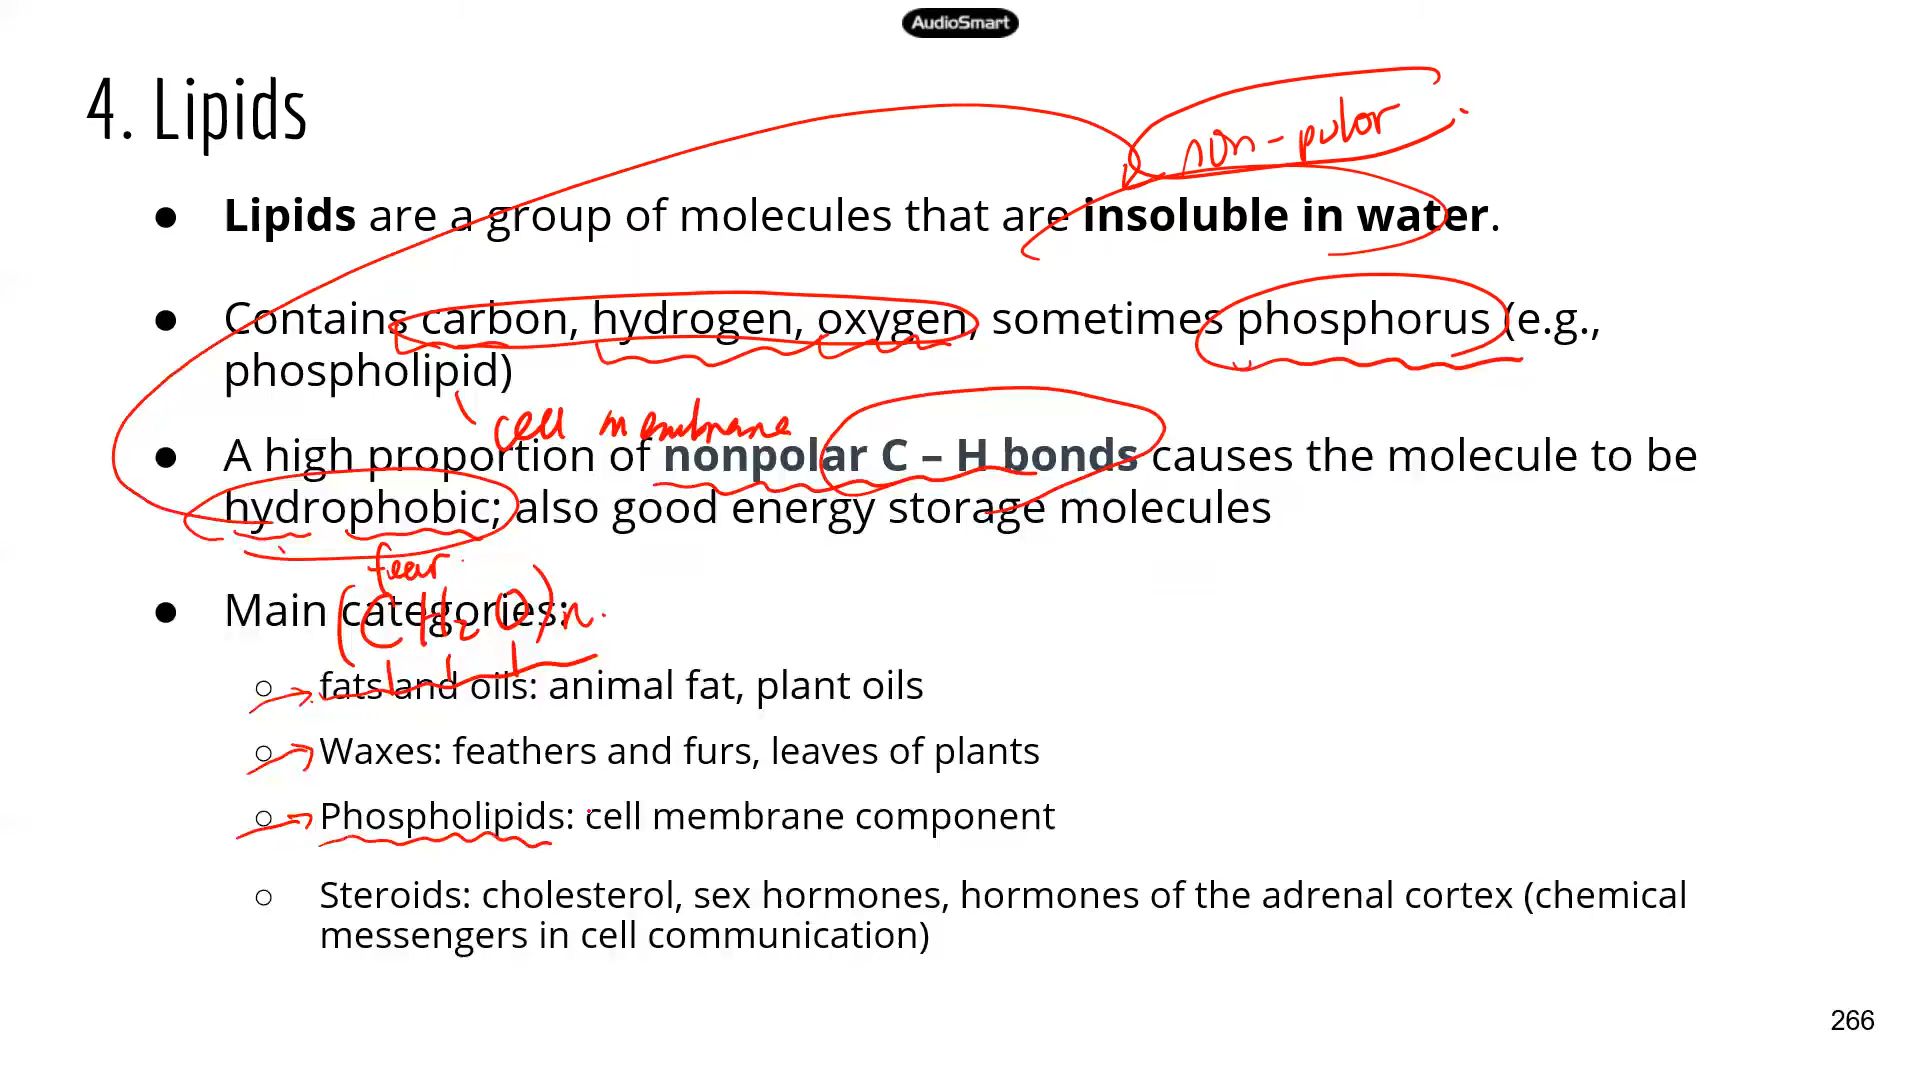 AudioSmart
4. Lipids
non-polar
● Lipids are a group of molecules that are insoluble in water.
● Contains carbon, hydrogen, oxygen, sometimes phosphorus (e.g.,
phospholipid)
cell membrane
● A high proportion of nonpolar C – H bonds causes the molecule to be
hydrophobic; also good energy storage molecules
fear
● Main categories:
(CH₂O)n
○ fats and oils: animal fat, plant oils
○ Waxes: feathers and furs, leaves of plants
○ Phospholipids: cell membrane component
○ Steroids: cholesterol, sex hormones, hormones of the adrenal cortex (chemical
messengers in cell communication)
266